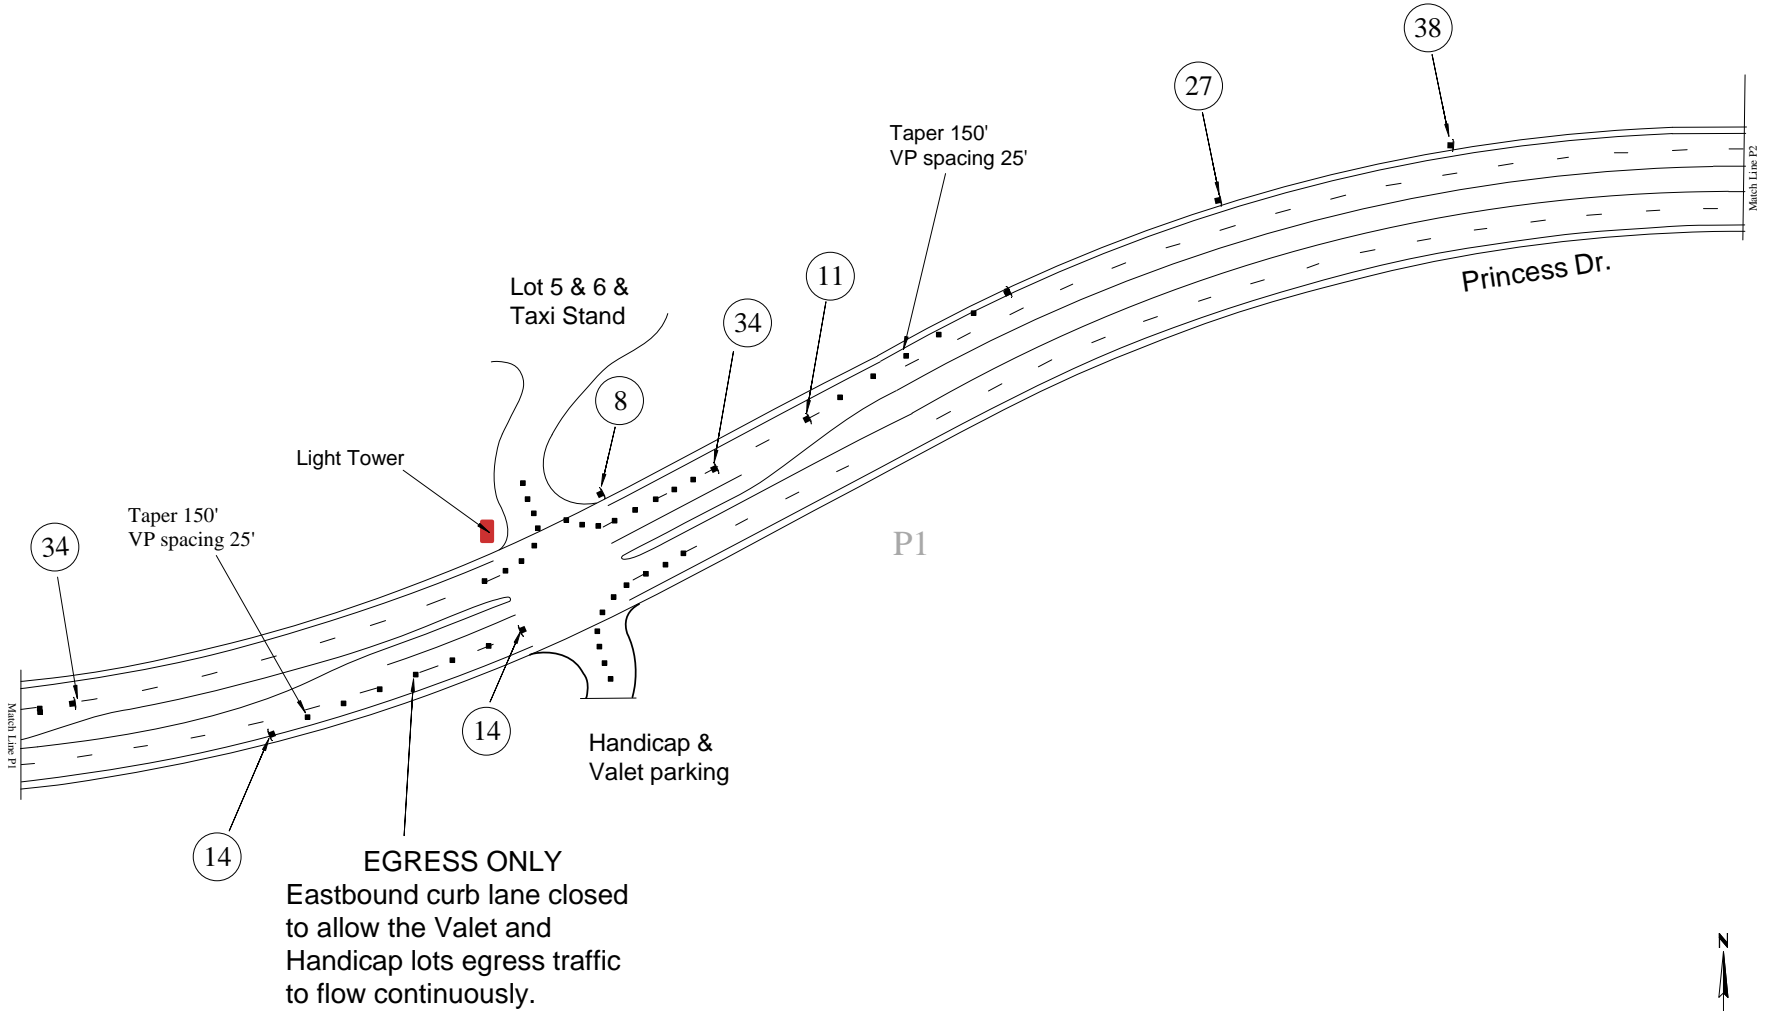 38
27
Taper 150'
VP spacing 25'
Match Line P2
Princess Dr.
Lot 5 & 6 &
Taxi Stand
11
34
8
Light Tower
Taper 150'
VP spacing 25'
34
P1
Match Line P1
14
Handicap &
Valet parking
14
EGRESS ONLY
Eastbound curb lane closed
to allow the Valet and
Handicap lots egress traffic
to flow continuously.
N